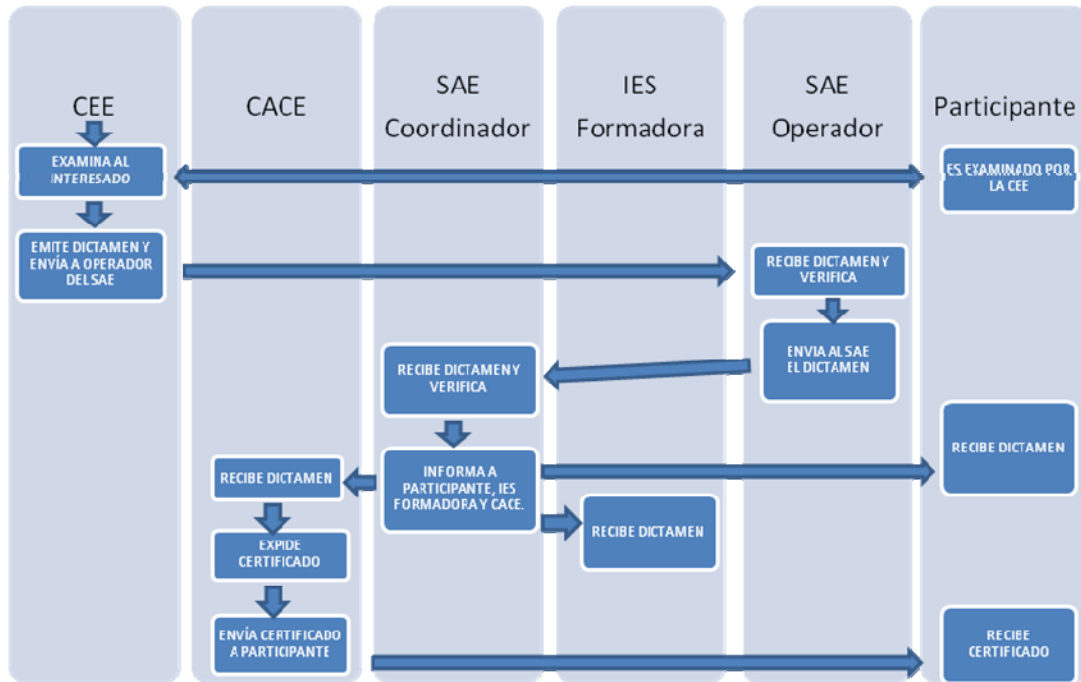 CEE
CACE
SAE
Coordinador
IES
Formadora
SAE
Operador
Participante
EXAMINA AL
INTERESADO
ES EXAMINADO POR
LA CEE
EMITE DICTAMEN Y
ENVÍA A OPERADOR
DEL SAE
RECIBE DICTAMEN Y
VERIFICA
ENVIA AL SAE
EL DICTAMEN
RECIBE DICTAMEN Y
VERIFICA
INFORMA A
PARTICIPANTE, IES
FORMADORA Y CACE.
RECIBE DICTAMEN
RECIBE DICTAMEN
RECIBE DICTAMEN
EXPIDE
CERTIFICADO
ENVÍA CERTIFICADO
A PARTICIPANTE
RECIBE
CERTIFICADO